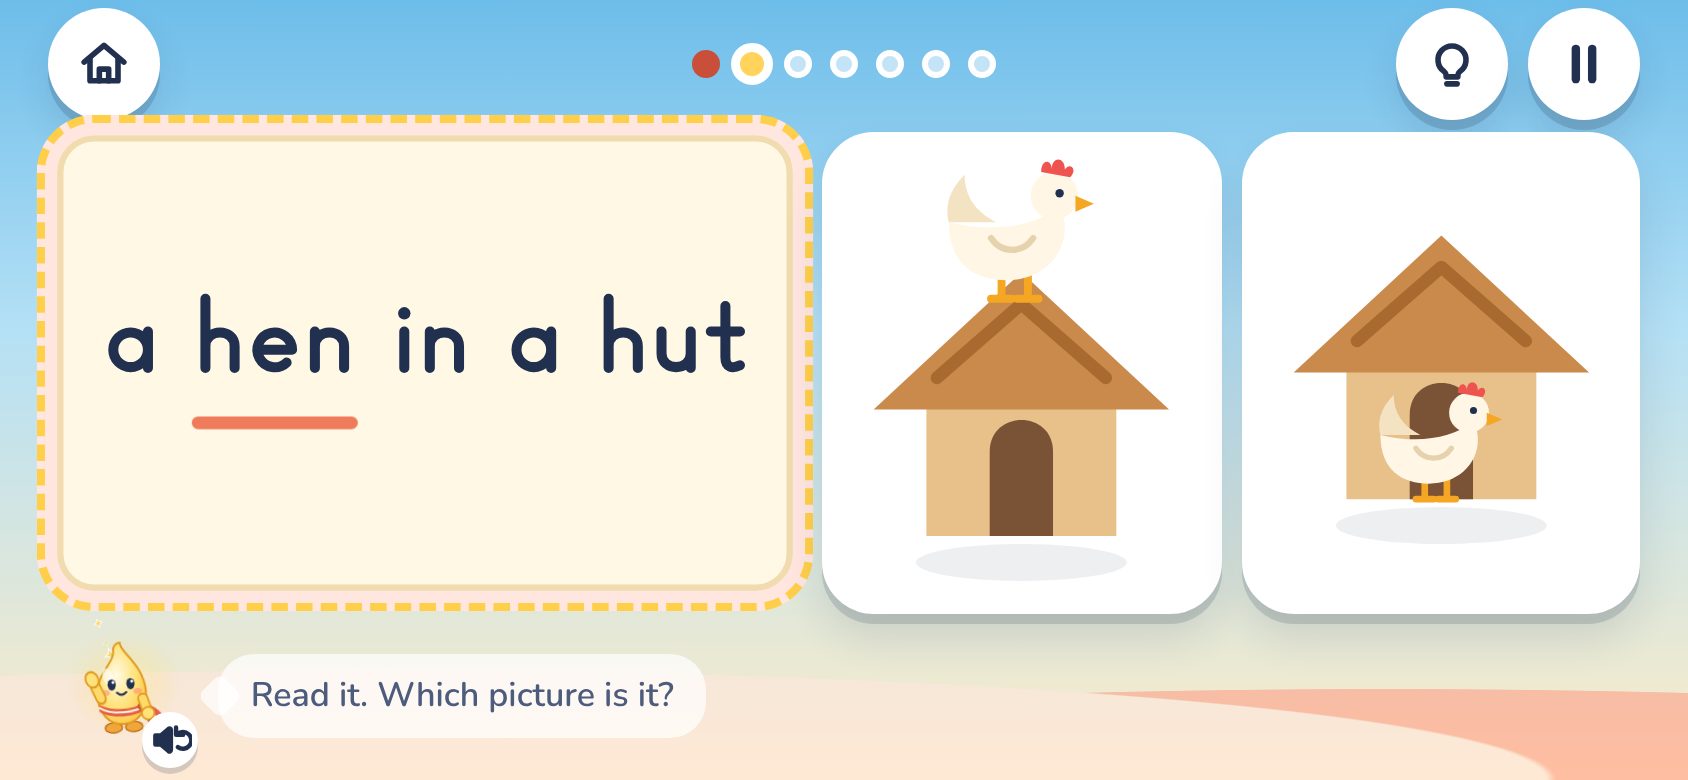 a hen in a hut
Read it. Which picture is it?